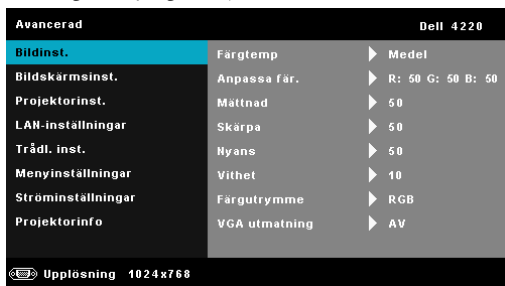 Avancerad Dell 4220
Bildinst. Färgtemp Medel
Bildskärmsinst. Anpassa fär. R: 50 G: 50 B: 50
Projektorinst. Mättnad 50
LAN-inställningar Skärpa 50
Trådl. inst. Nyans 50
Menyinställningar Vithet 10
Ströminställningar Färgutrymme RGB
Projektorinfo VGA utmatning AV
Upplösning 1024x768